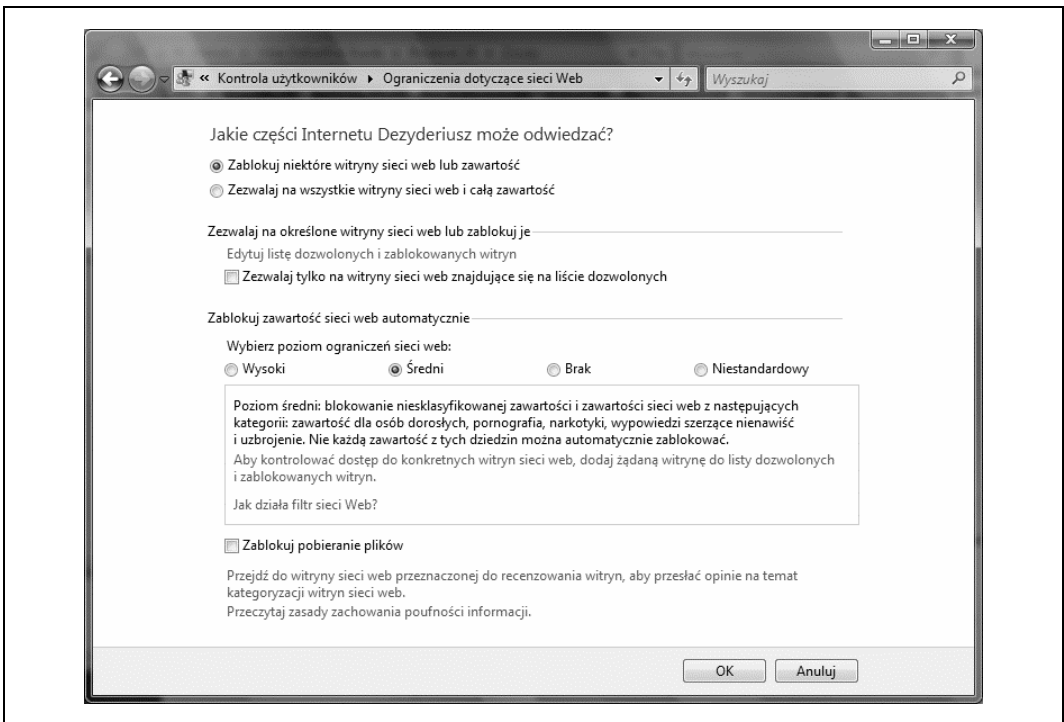 « Kontrola użytkowników ▸ Ograniczenia dotyczące sieci Web Wyszukaj
Jakie części Internetu Dezyderiusz może odwiedzać?
Zablokuj niektóre witryny sieci web lub zawartość
Zezwalaj na wszystkie witryny sieci web i całą zawartość
Zezwalaj na określone witryny sieci web lub zablokuj je
Edytuj listę dozwolonych i zablokowanych witryn
Zezwalaj tylko na witryny sieci web znajdujące się na liście dozwolonych
Zablokuj zawartość sieci web automatycznie
Wybierz poziom ograniczeń sieci web:
Wysoki Średni Brak Niestandardowy
Poziom średni: blokowanie niesklasyfikowanej zawartości i zawartości sieci web z następujących
kategorii: zawartość dla osób dorosłych, pornografia, narkotyki, wypowiedzi szerzące nienawiść
i uzbrojenie. Nie każdą zawartość z tych dziedzin można automatycznie zablokować.
Aby kontrolować dostęp do konkretnych witryn sieci web, dodaj żądaną witrynę do listy dozwolonych
i zablokowanych witryn.
Jak działa filtr sieci Web?
Zablokuj pobieranie plików
Przejdź do witryny sieci web przeznaczonej do recenzowania witryn, aby przesłać opinie na temat
kategoryzacji witryn sieci web.
Przeczytaj zasady zachowania poufności informacji.
OK Anuluj